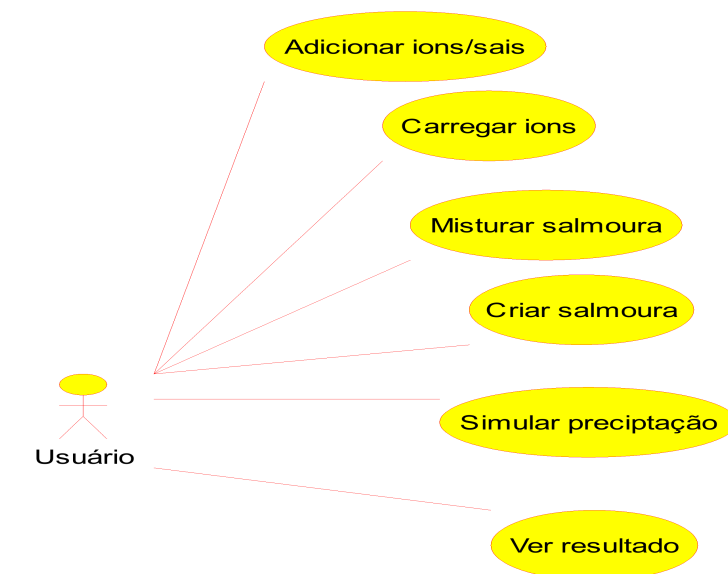 Adicionar ions/sais
Carregar ions
Misturar salmoura
Criar salmoura
Simular preciptação
Usuário
Ver resultado